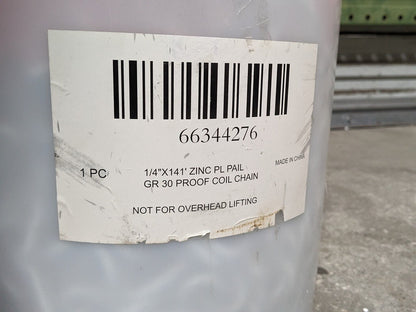 66344276
1 PC
1/4"X141' ZINC PL PAIL
MADE IN CHINA
GR 30 PROOF COIL CHAIN
NOT FOR OVERHEAD LIFTING